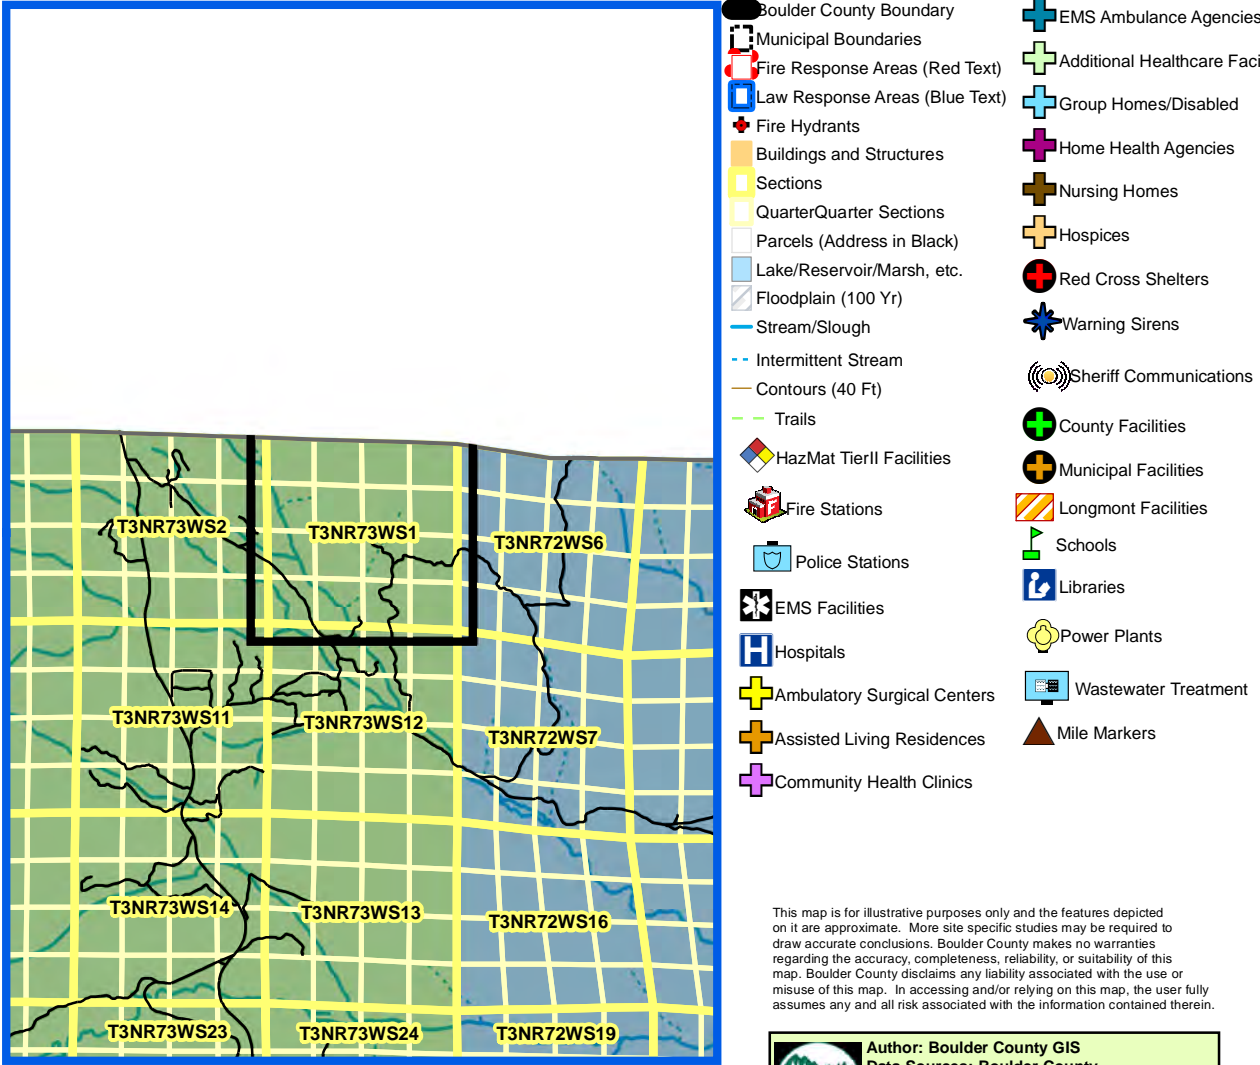 Boulder County Boundary
Municipal Boundaries
Fire Response Areas (Red Text)
Law Response Areas (Blue Text)
Fire Hydrants
Buildings and Structures
Sections
QuarterQuarter Sections
Parcels (Address in Black)
Lake/Reservoir/Marsh, etc.
Floodplain (100 Yr)
Stream/Slough
Intermittent Stream
Contours (40 Ft)
Trails
HazMat TierII Facilities
Fire Stations
Police Stations
EMS Facilities
Hospitals
Ambulatory Surgical Centers
Assisted Living Residences
Community Health Clinics
EMS Ambulance Agencies
Additional Healthcare Faci
Group Homes/Disabled
Home Health Agencies
Nursing Homes
Hospices
Red Cross Shelters
Warning Sirens
Sheriff Communications
County Facilities
Municipal Facilities
Longmont Facilities
Schools
Libraries
Power Plants
Wastewater Treatment
Mile Markers
T3NR73WS2
T3NR73WS1
T3NR72WS6
T3NR73WS11
T3NR73WS12
T3NR72WS7
T3NR73WS14
T3NR73WS13
T3NR72WS16
T3NR73WS23
T3NR73WS24
T3NR72WS19
This map is for illustrative purposes only and the features depicted
on it are approximate. More site specific studies may be required to
draw accurate conclusions. Boulder County makes no warranties
regarding the accuracy, completeness, reliability, or suitability of this
map. Boulder County disclaims any liability associated with the use or
misuse of this map. In accessing and/or relying on this map, the user fully
assumes any and all risk associated with the information contained therein.
Author: Boulder County GIS
Data Sources: Boulder County